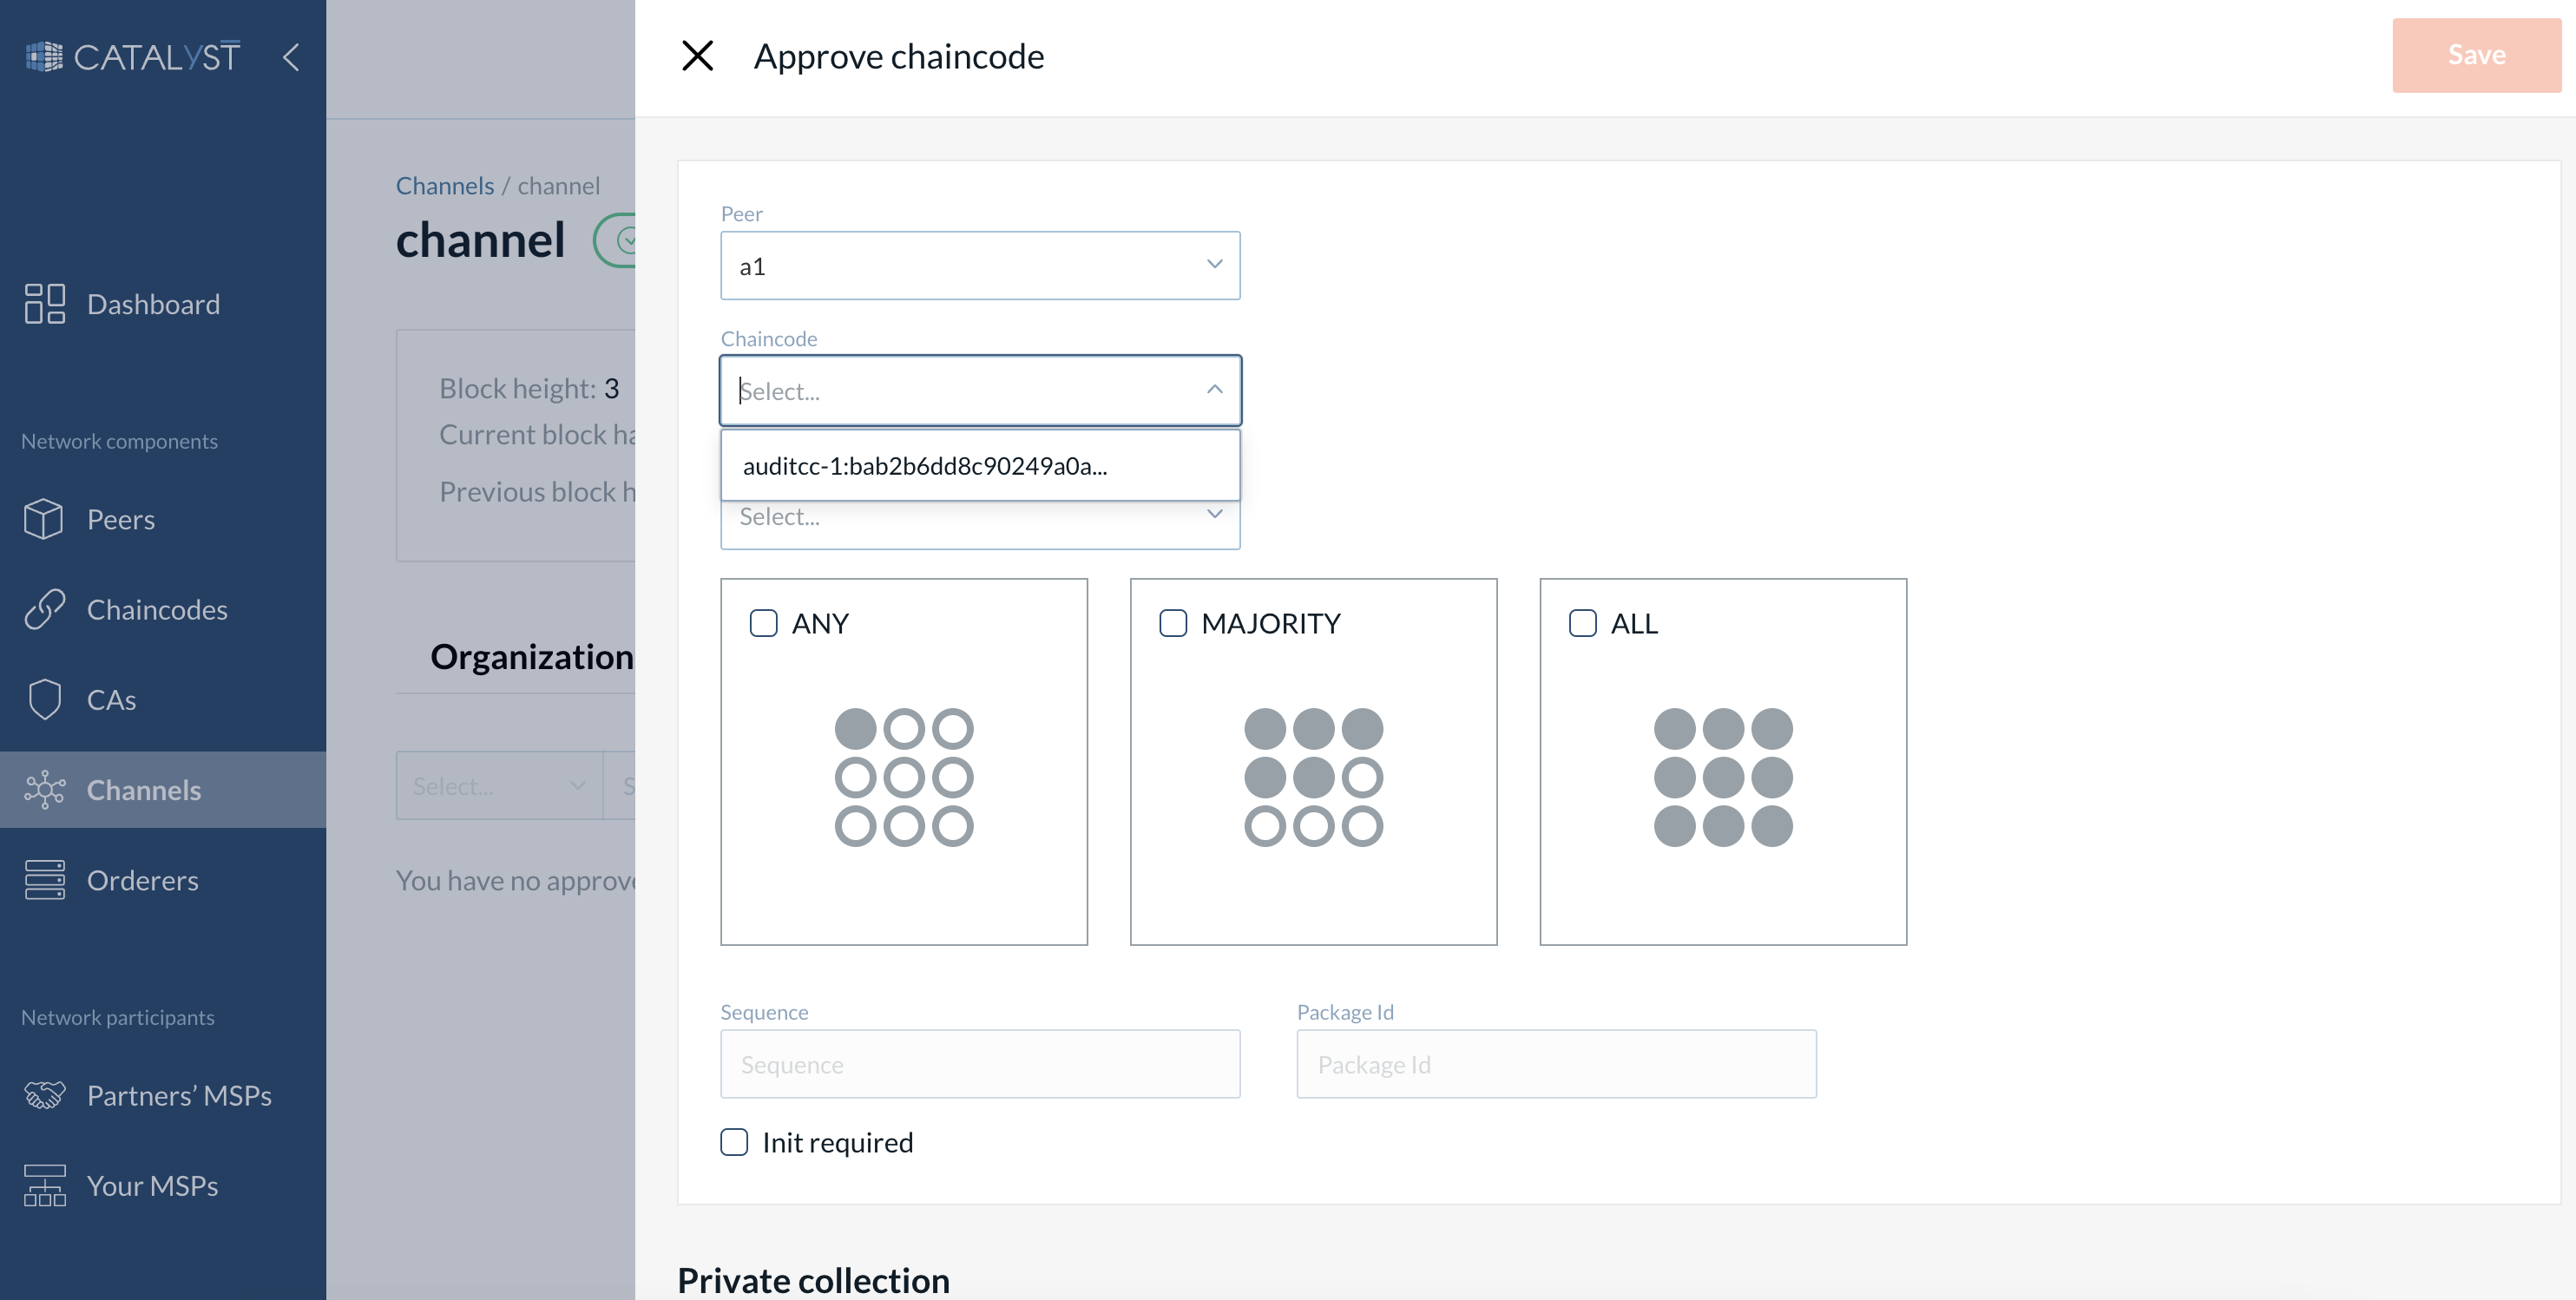 CATALYST
Dashboard
Network components
Peers
Chaincodes
CAs
Channels
Orderers
Network participants
Partners’ MSPs
Your MSPs
Channels / channel
channel
Block height: 3
Current block ha
Previous block h
Organization
Select...
S
You have no approve
Approve chaincode
Save
Peer
a1
Chaincode
Select...
auditcc-1:bab2b6dd8c90249a0a...
Select...
ANY
MAJORITY
ALL
Sequence
Sequence
Package Id
Package Id
Init required
Private collection